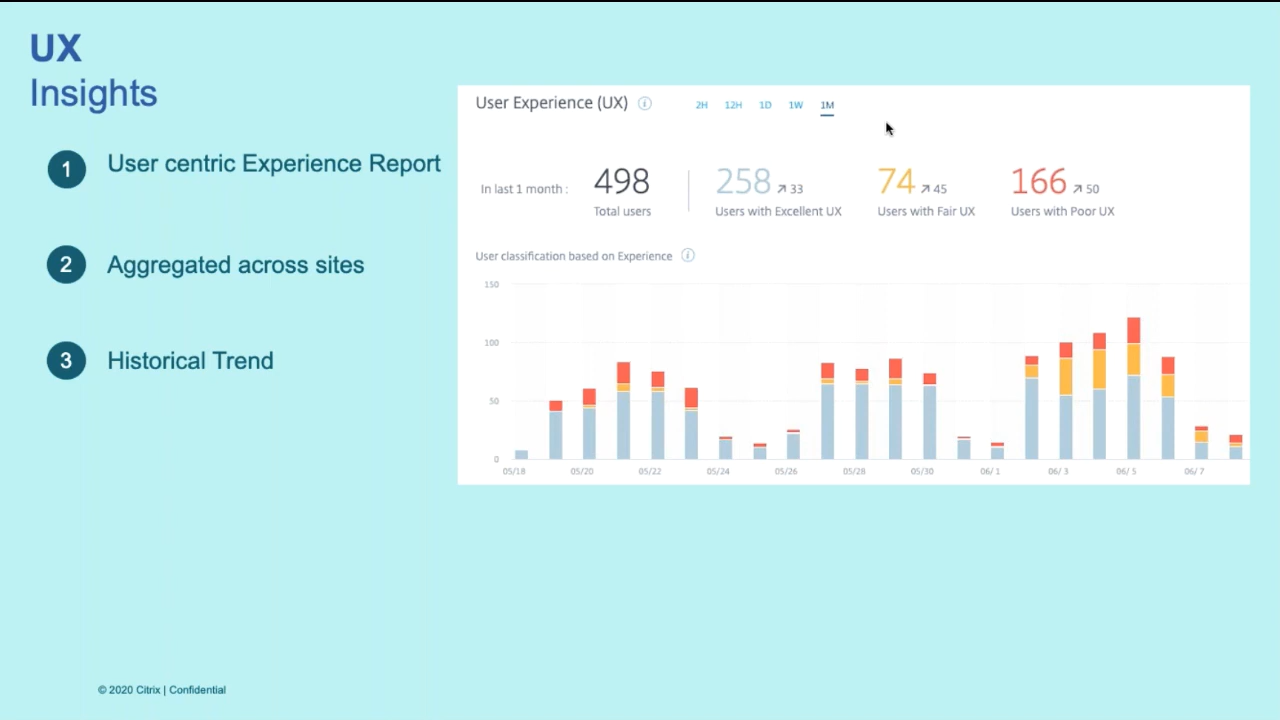 UX
Insights
1 User centric Experience Report
2 Aggregated across sites
3 Historical Trend
User Experience (UX) i 2H 12H 1D 1W 1M
In last 1 month : 498 258 33 74 45 166 50
Total users Users with Excellent UX Users with Fair UX Users with Poor UX
User classification based on Experience i
150
100
50
0
05/18 05/20 05/22 05/24 05/26 05/28 05/30 06/ 1 06/ 3 06/ 5 06/ 7
© 2020 Citrix | Confidential